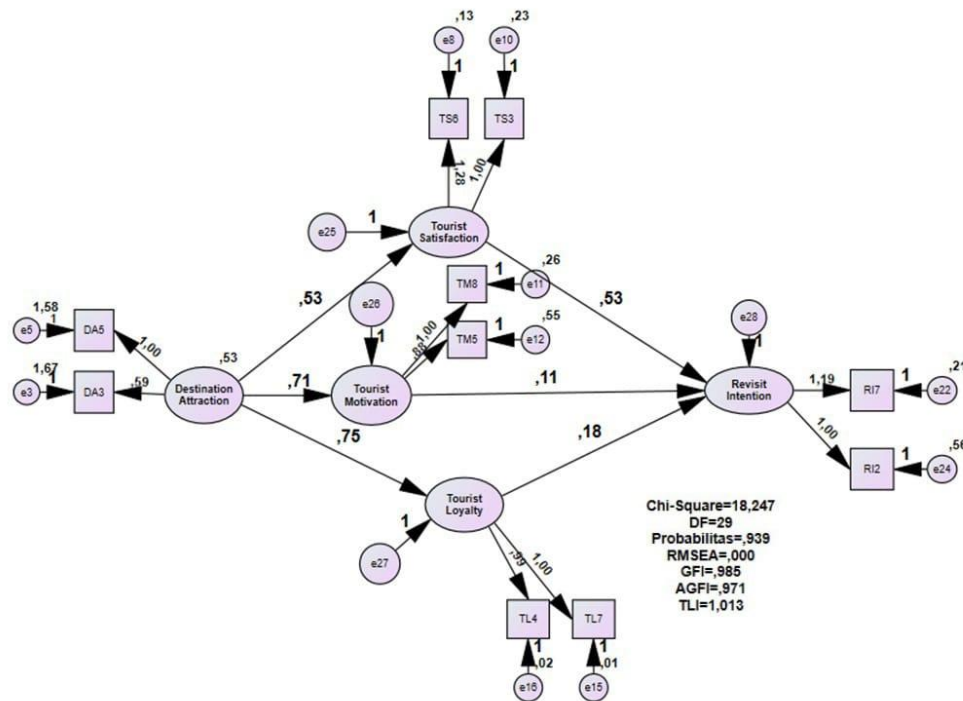 ,13
,23
e8
e10
1
1
TS6
TS3
1,28
1,00
e25
1
Tourist
Satisfaction
,26
TM8
1
e11
,53
e26
,53
1,58
1
e5
DA5
1,00
1
1,00
,88
TM5
1
,55
e12
e28
1
,53
1,67
1
e3
DA3
,59
Destination
Attraction
,71
Tourist
Motivation
,11
Revisit
Intention
1,19
RI7
1
,21
e22
,75
,18
1,00
RI2
1
,56
e24
Tourist
Loyalty
1
e27
,99
1,00
Chi-Square=18,247
DF=29
Probabilitas=,939
RMSEA=,000
GFI=,985
AGFI=,971
TLI=1,013
TL4
TL7
1
,02
1
,01
e16
e15